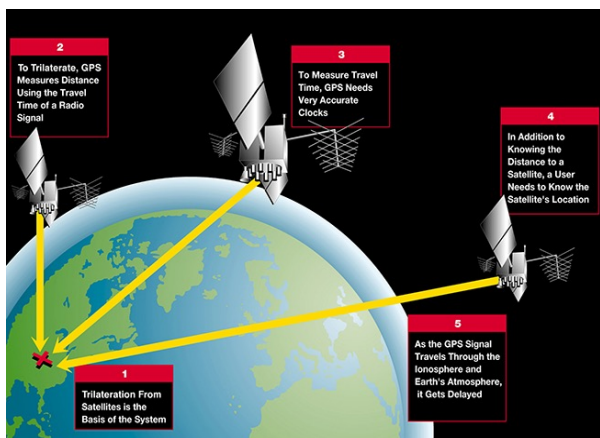 1
Trilateration From
Satellites is the
Basis of the System
2
To Trilaterate, GPS
Measures Distance
Using the Travel
Time of a Radio
Signal
3
To Measure Travel
Time, GPS Needs
Very Accurate
Clocks
4
In Addition to
Knowing the
Distance to a
Satellite, a User
Needs to Know the
Satellite's Location
5
As the GPS Signal
Travels Through the
Ionosphere and
Earth's Atmosphere,
it Gets Delayed